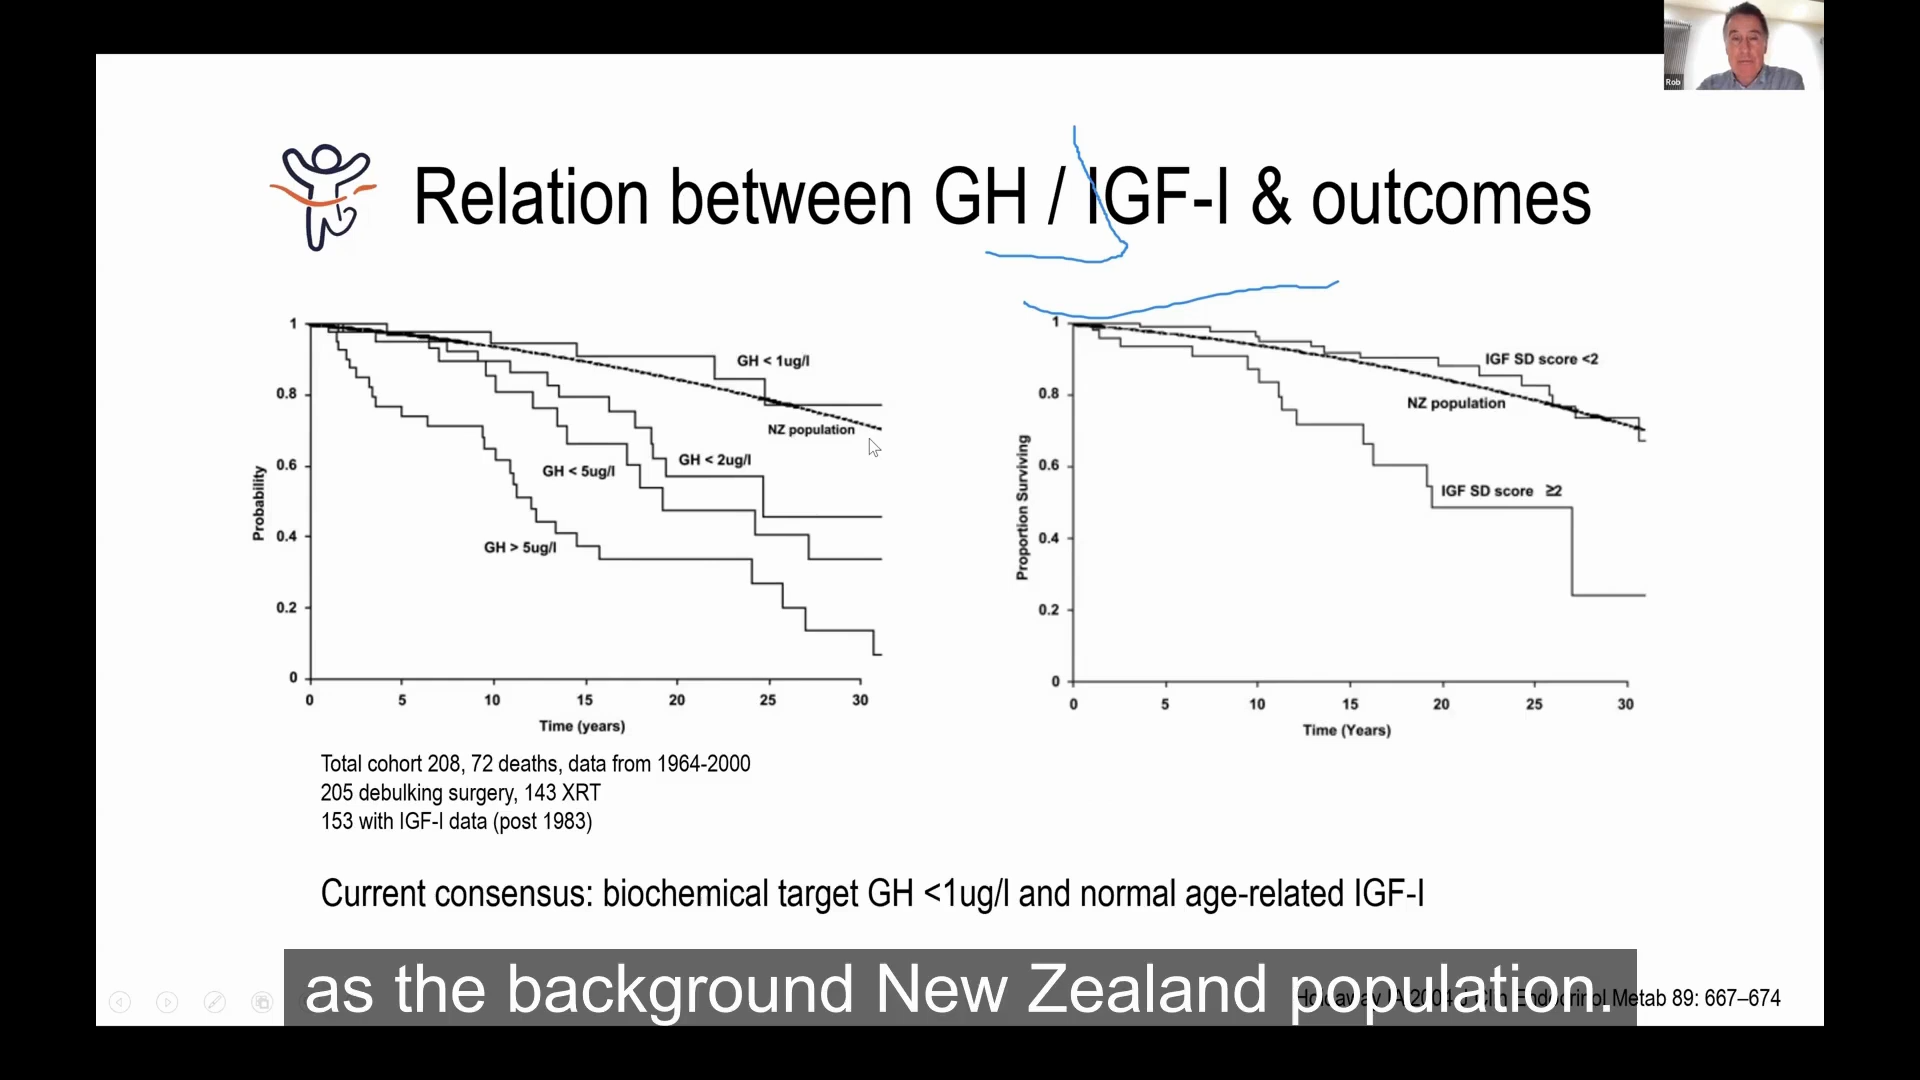 Rob
Relation between GH / IGF-I & outcomes
1
0.8
0.6
0.4
0.2
0
Probability
GH < 1ug/l
NZ population
GH < 2ug/l
GH < 5ug/l
GH > 5ug/l
0 5 10 15 20 25 30
Time (years)
1
0.8
0.6
0.4
0.2
0
Proportion Surviving
IGF SD score <2
NZ population
IGF SD score ≥2
0 5 10 15 20 25 30
Time (Years)
Total cohort 208, 72 deaths, data from 1964-2000
205 debulking surgery, 143 XRT
153 with IGF-I data (post 1983)
Current consensus: biochemical target GH <1ug/l and normal age-related IGF-I
as the background New Zealand population.
2004 J Clin Endocrinol Metab 89: 667–674